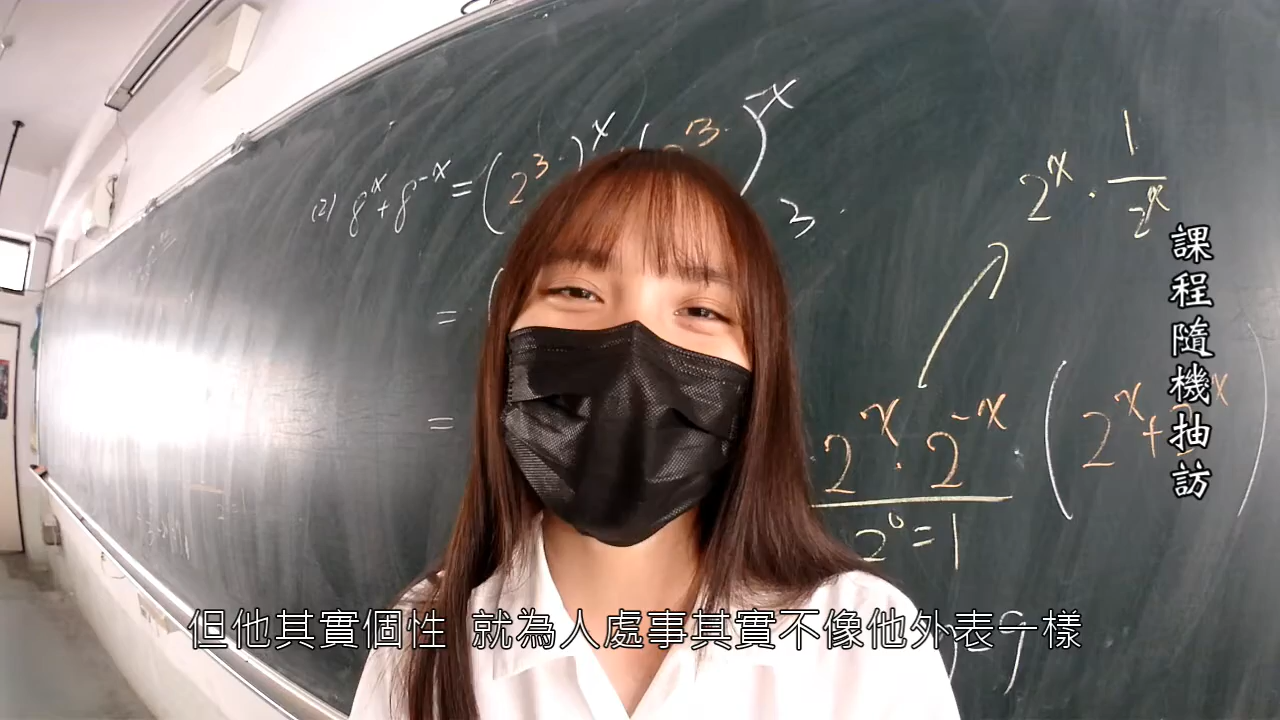 (2) 8^x + 8^-x = (2^3)^x
3
=
=
2^x · 1/2^x
2^x · 2^-x
2^0 = 1
(2^x +
課程隨機抽訪
但他其實個性 就為人處事其實不像他外表一樣